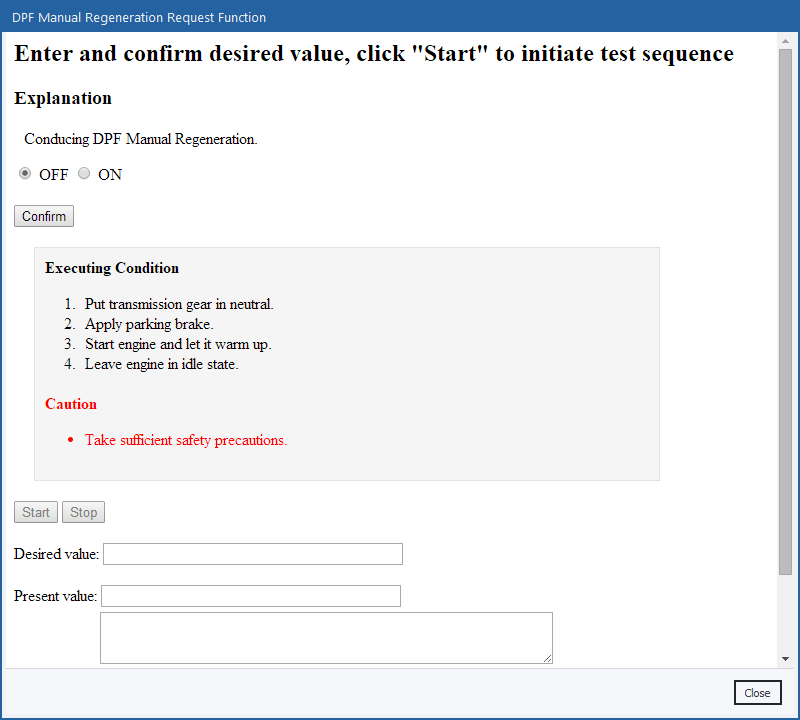 DPF Manual Regeneration Request Function
Enter and confirm desired value, click "Start" to initiate test sequence
Explanation
Conducing DPF Manual Regeneration.
OFF ON
Confirm
Executing Condition
1. Put transmission gear in neutral.
2. Apply parking brake.
3. Start engine and let it warm up.
4. Leave engine in idle state.
Caution
• Take sufficient safety precautions.
Start Stop
Desired value:
Present value:
Close